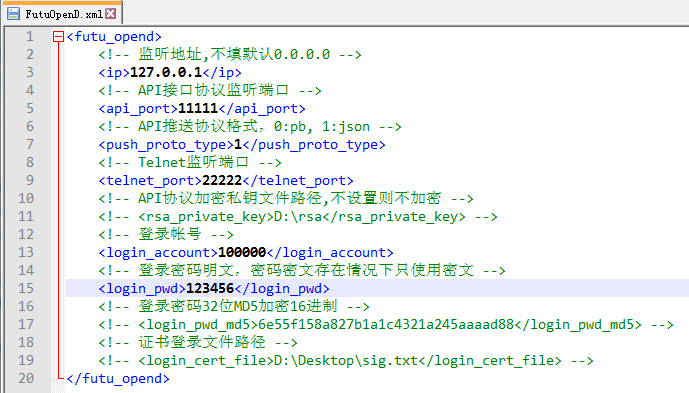 FutuOpenD.xml
1 <futu_opend>
2 <!-- 监听地址,不填默认0.0.0.0 -->
3 <ip>127.0.0.1</ip>
4 <!-- API接口协议监听端口 -->
5 <api_port>11111</api_port>
6 <!-- API推送协议格式, 0:pb, 1:json -->
7 <push_proto_type>1</push_proto_type>
8 <!-- Telnet监听端口 -->
9 <telnet_port>22222</telnet_port>
10 <!-- API协议加密私钥文件路径,不设置则不加密 -->
11 <!-- <rsa_private_key>D:\rsa</rsa_private_key> -->
12 <!-- 登录帐号 -->
13 <login_account>100000</login_account>
14 <!-- 登录密码明文，密码密文存在情况下只使用密文 -->
15 <login_pwd>123456</login_pwd>
16 <!-- 登录密码32位MD5加密16进制 -->
17 <!-- <login_pwd_md5>6e55f158a827b1a1c4321a245aaaad88</login_pwd_md5> -->
18 <!-- 证书登录文件路径 -->
19 <!-- <login_cert_file>D:\Desktop\sig.txt</login_cert_file> -->
20 </futu_opend>